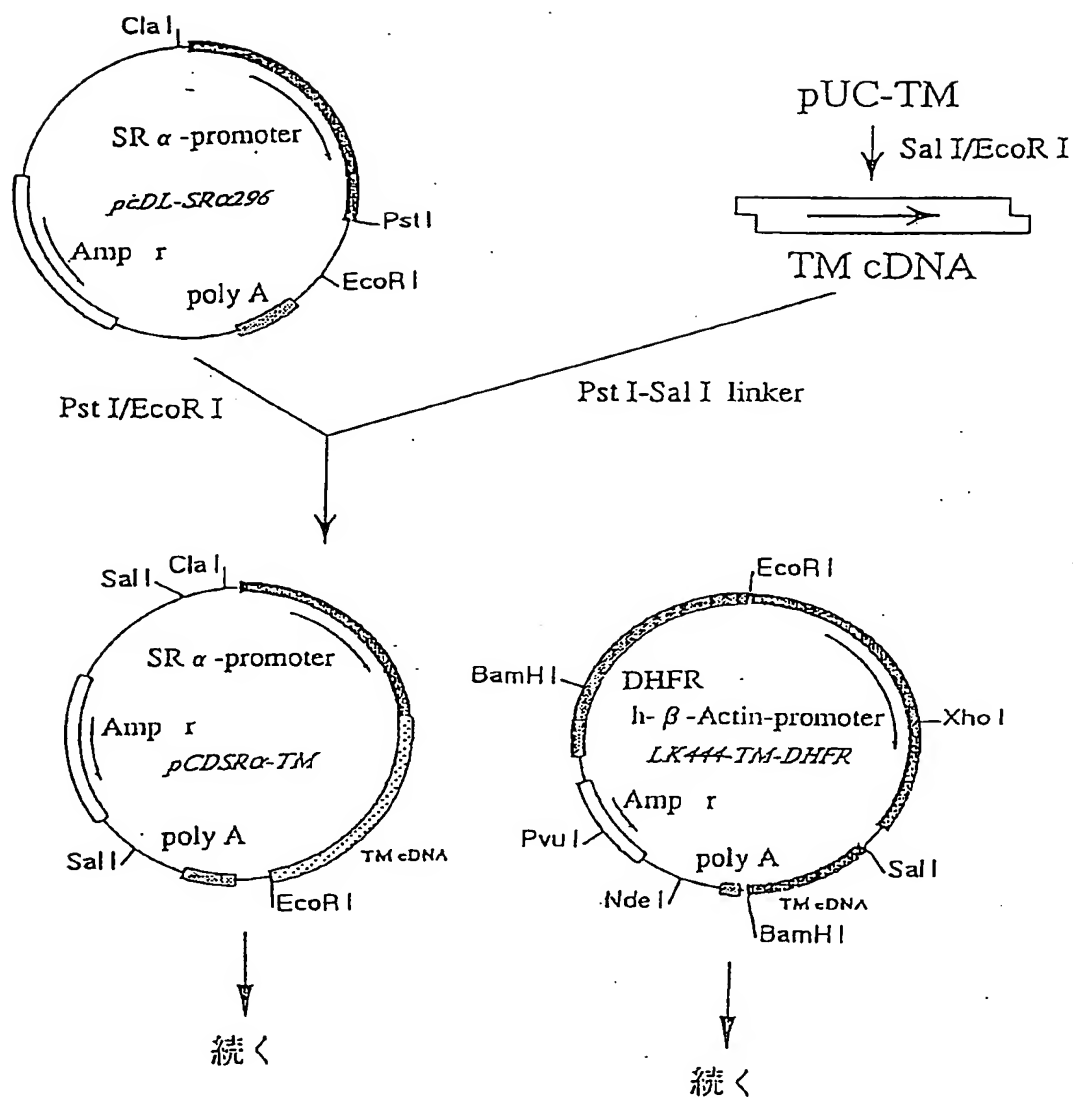 Cla I
SR α -promoter
pcDL-SRα296
Amp r
poly A
Pst I
EcoR I
pUC-TM
Sal I/EcoR I
TM cDNA
Pst I/EcoR I
Pst I-Sal I linker
Sal I
Cla I
SR α -promoter
Amp r
pCDSRα-TM
poly A
Sal I
TM cDNA
EcoR I
EcoR I
BamH I
DHFR
h- β -Actin-promoter
Xho I
LK444-TM-DHFR
Amp r
Pvu I
poly A
Sal I
Nde I
TM cDNA
BamH I
続く
続く